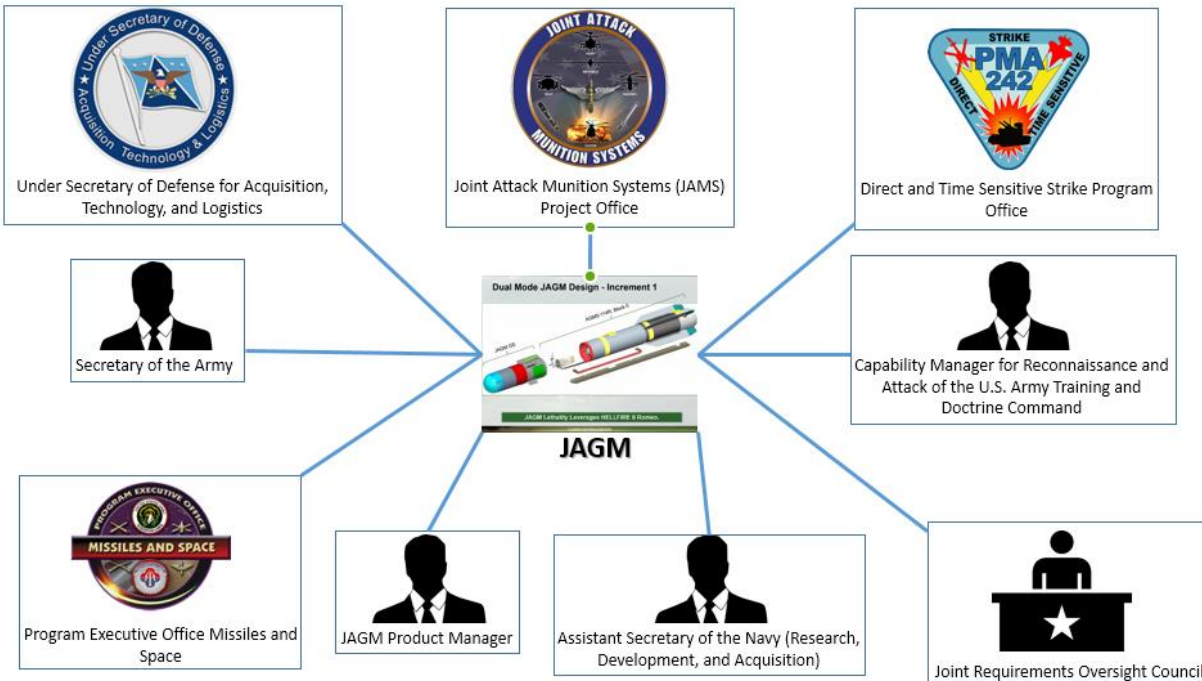 Under Secretary of Defense
Acquisition Technology & Logistics
Under Secretary of Defense for Acquisition,
Technology, and Logistics
JOINT ATTACK
MUNITION SYSTEMS
Joint Attack Munition Systems (JAMS)
Project Office
STRIKE
PMA
242
DIRECT
TIME SENSITIVE
Direct and Time Sensitive Strike Program
Office
Secretary of the Army
Dual Mode JAGM Design - Increment 1
JAGM GS
JAGM Lethality Leverages HELLFIRE II Romeo.
JAGM
Capability Manager for Reconnaissance and
Attack of the U.S. Army Training and
Doctrine Command
PROGRAM EXECUTIVE OFFICE
MISSILES AND SPACE
Program Executive Office Missiles and
Space
JAGM Product Manager
Assistant Secretary of the Navy (Research,
Development, and Acquisition)
Joint Requirements Oversight Council